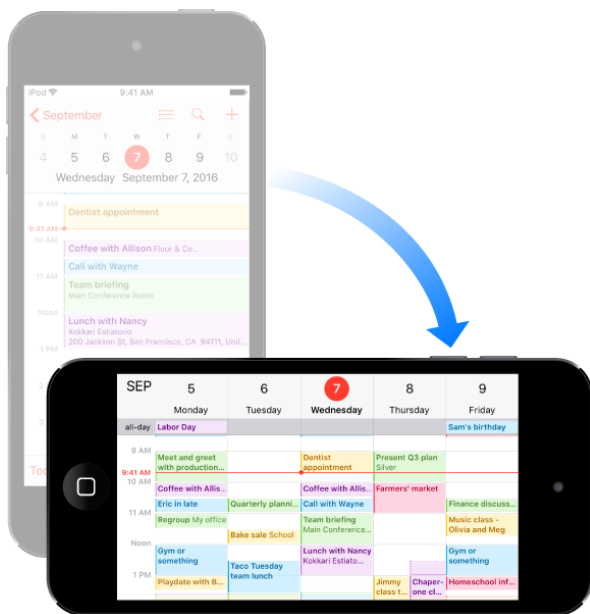 iPod 9:41 AM
September
S M T W T F S
4 5 6 7 8 9 10
Wednesday September 7, 2016
9 AM
Dentist appointment
9:41 AM
10 AM
Coffee with Allison Flour & Co...
Call with Wayne
11 AM
Team briefing
Main Conference Room
Noon
Lunch with Nancy
Kokkari Estiatorio
200 Jackson St, San Francisco, CA 94111, Unit...
1 PM
SEP 5 6 7 8 9
Monday Tuesday Wednesday Thursday Friday
all-day Labor Day Sam's birthday
9 AM
Meet and greet Dentist Present Q3 plan
with production... appointment Silver
9:41 AM
10 AM
Coffee with Allis... Coffee with Allis... Farmers' market
Eric in late Quarterly planni... Call with Wayne Finance discuss...
11 AM
Regroup My office Team briefing Music class -
Main Conference... Olivia and Meg
Bake sale School
Noon
Gym or Lunch with Nancy Gym or
something Kokkari Estiato... something
Taco Tuesday
team lunch
1 PM
Playdate with B... Jimmy Chaper- Homeschool inf...
class t... one cl...